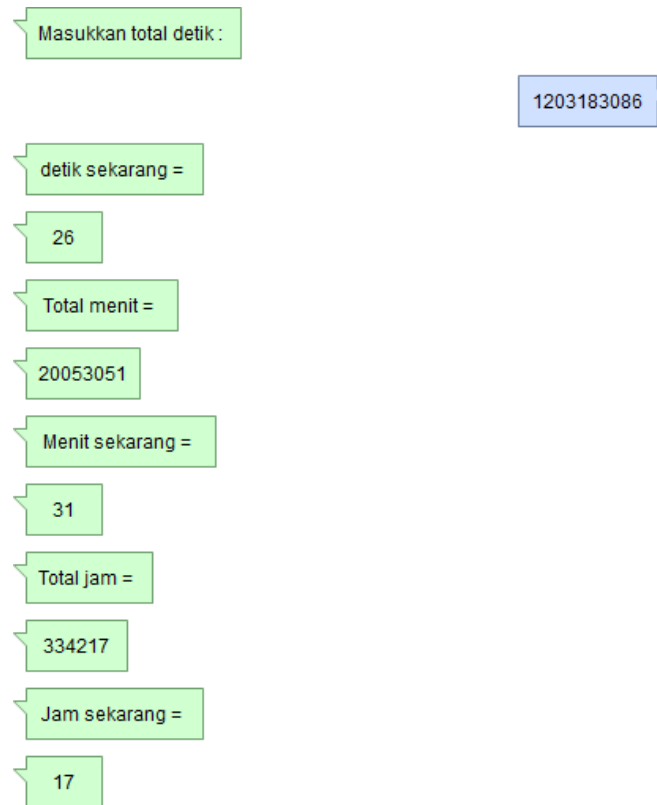 Masukkan total detik :
1203183086
detik sekarang =
26
Total menit =
20053051
Menit sekarang =
31
Total jam =
334217
Jam sekarang =
17